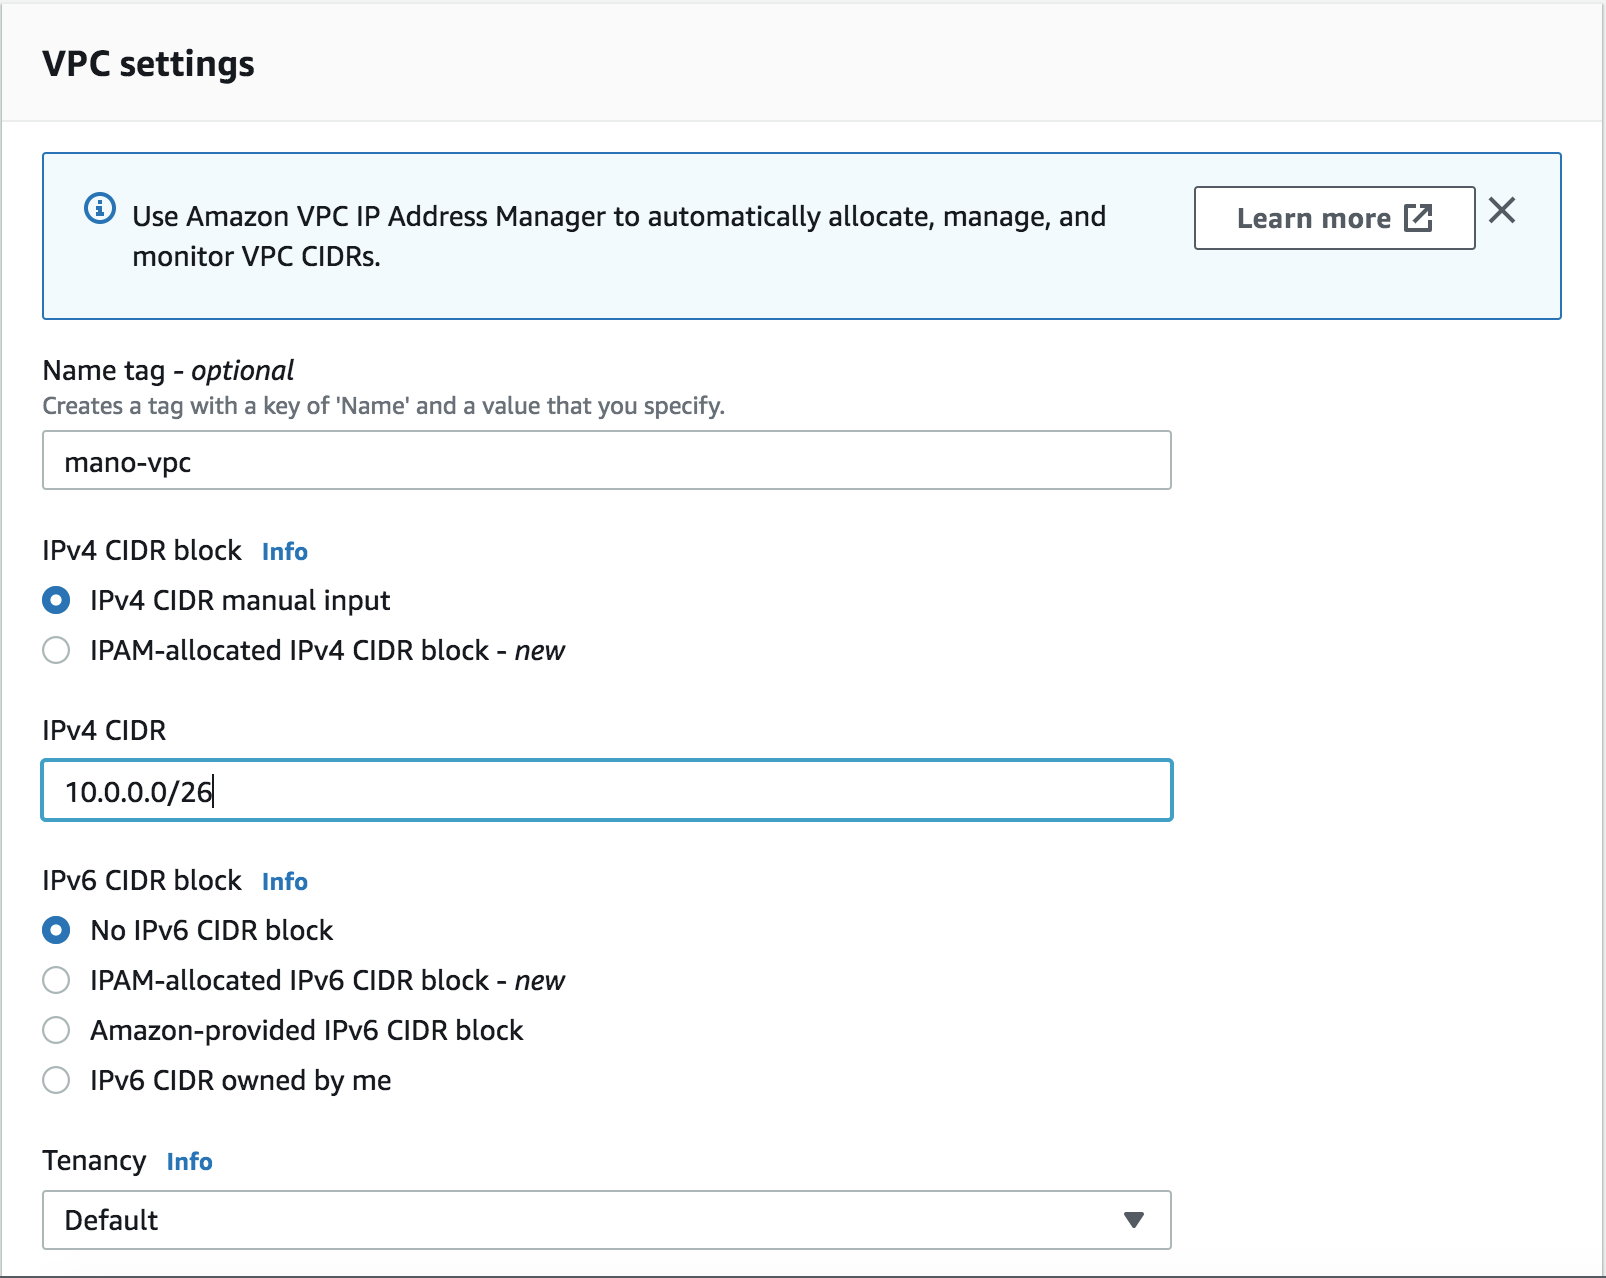 VPC settings
Use Amazon VPC IP Address Manager to automatically allocate, manage, and
monitor VPC CIDRs.
Learn more
Name tag - optional
Creates a tag with a key of 'Name' and a value that you specify.
mano-vpc
IPv4 CIDR block Info
IPv4 CIDR manual input
IPAM-allocated IPv4 CIDR block - new
IPv4 CIDR
10.0.0.0/26
IPv6 CIDR block Info
No IPv6 CIDR block
IPAM-allocated IPv6 CIDR block - new
Amazon-provided IPv6 CIDR block
IPv6 CIDR owned by me
Tenancy Info
Default